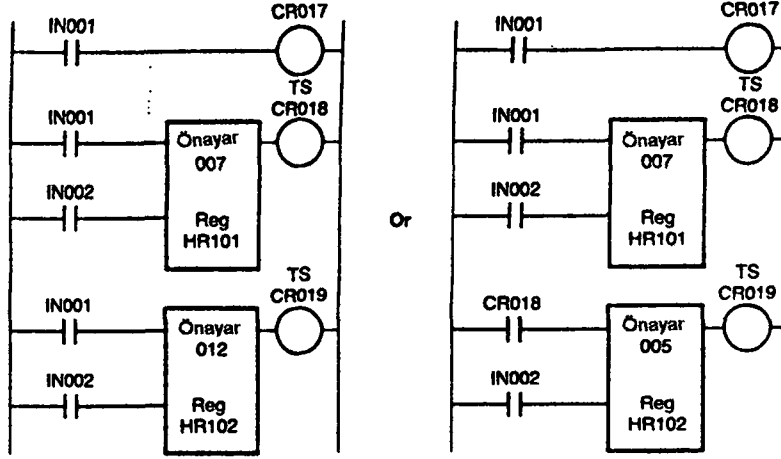 IN001
CR017
IN001
TS
CR018
Önayar
007
IN002
Reg
HR101
IN001
TS
CR019
Önayar
012
IN002
Reg
HR102
Or
IN001
CR017
IN001
TS
CR018
Önayar
007
IN002
Reg
HR101
CR018
TS
CR019
Önayar
005
IN002
Reg
HR102